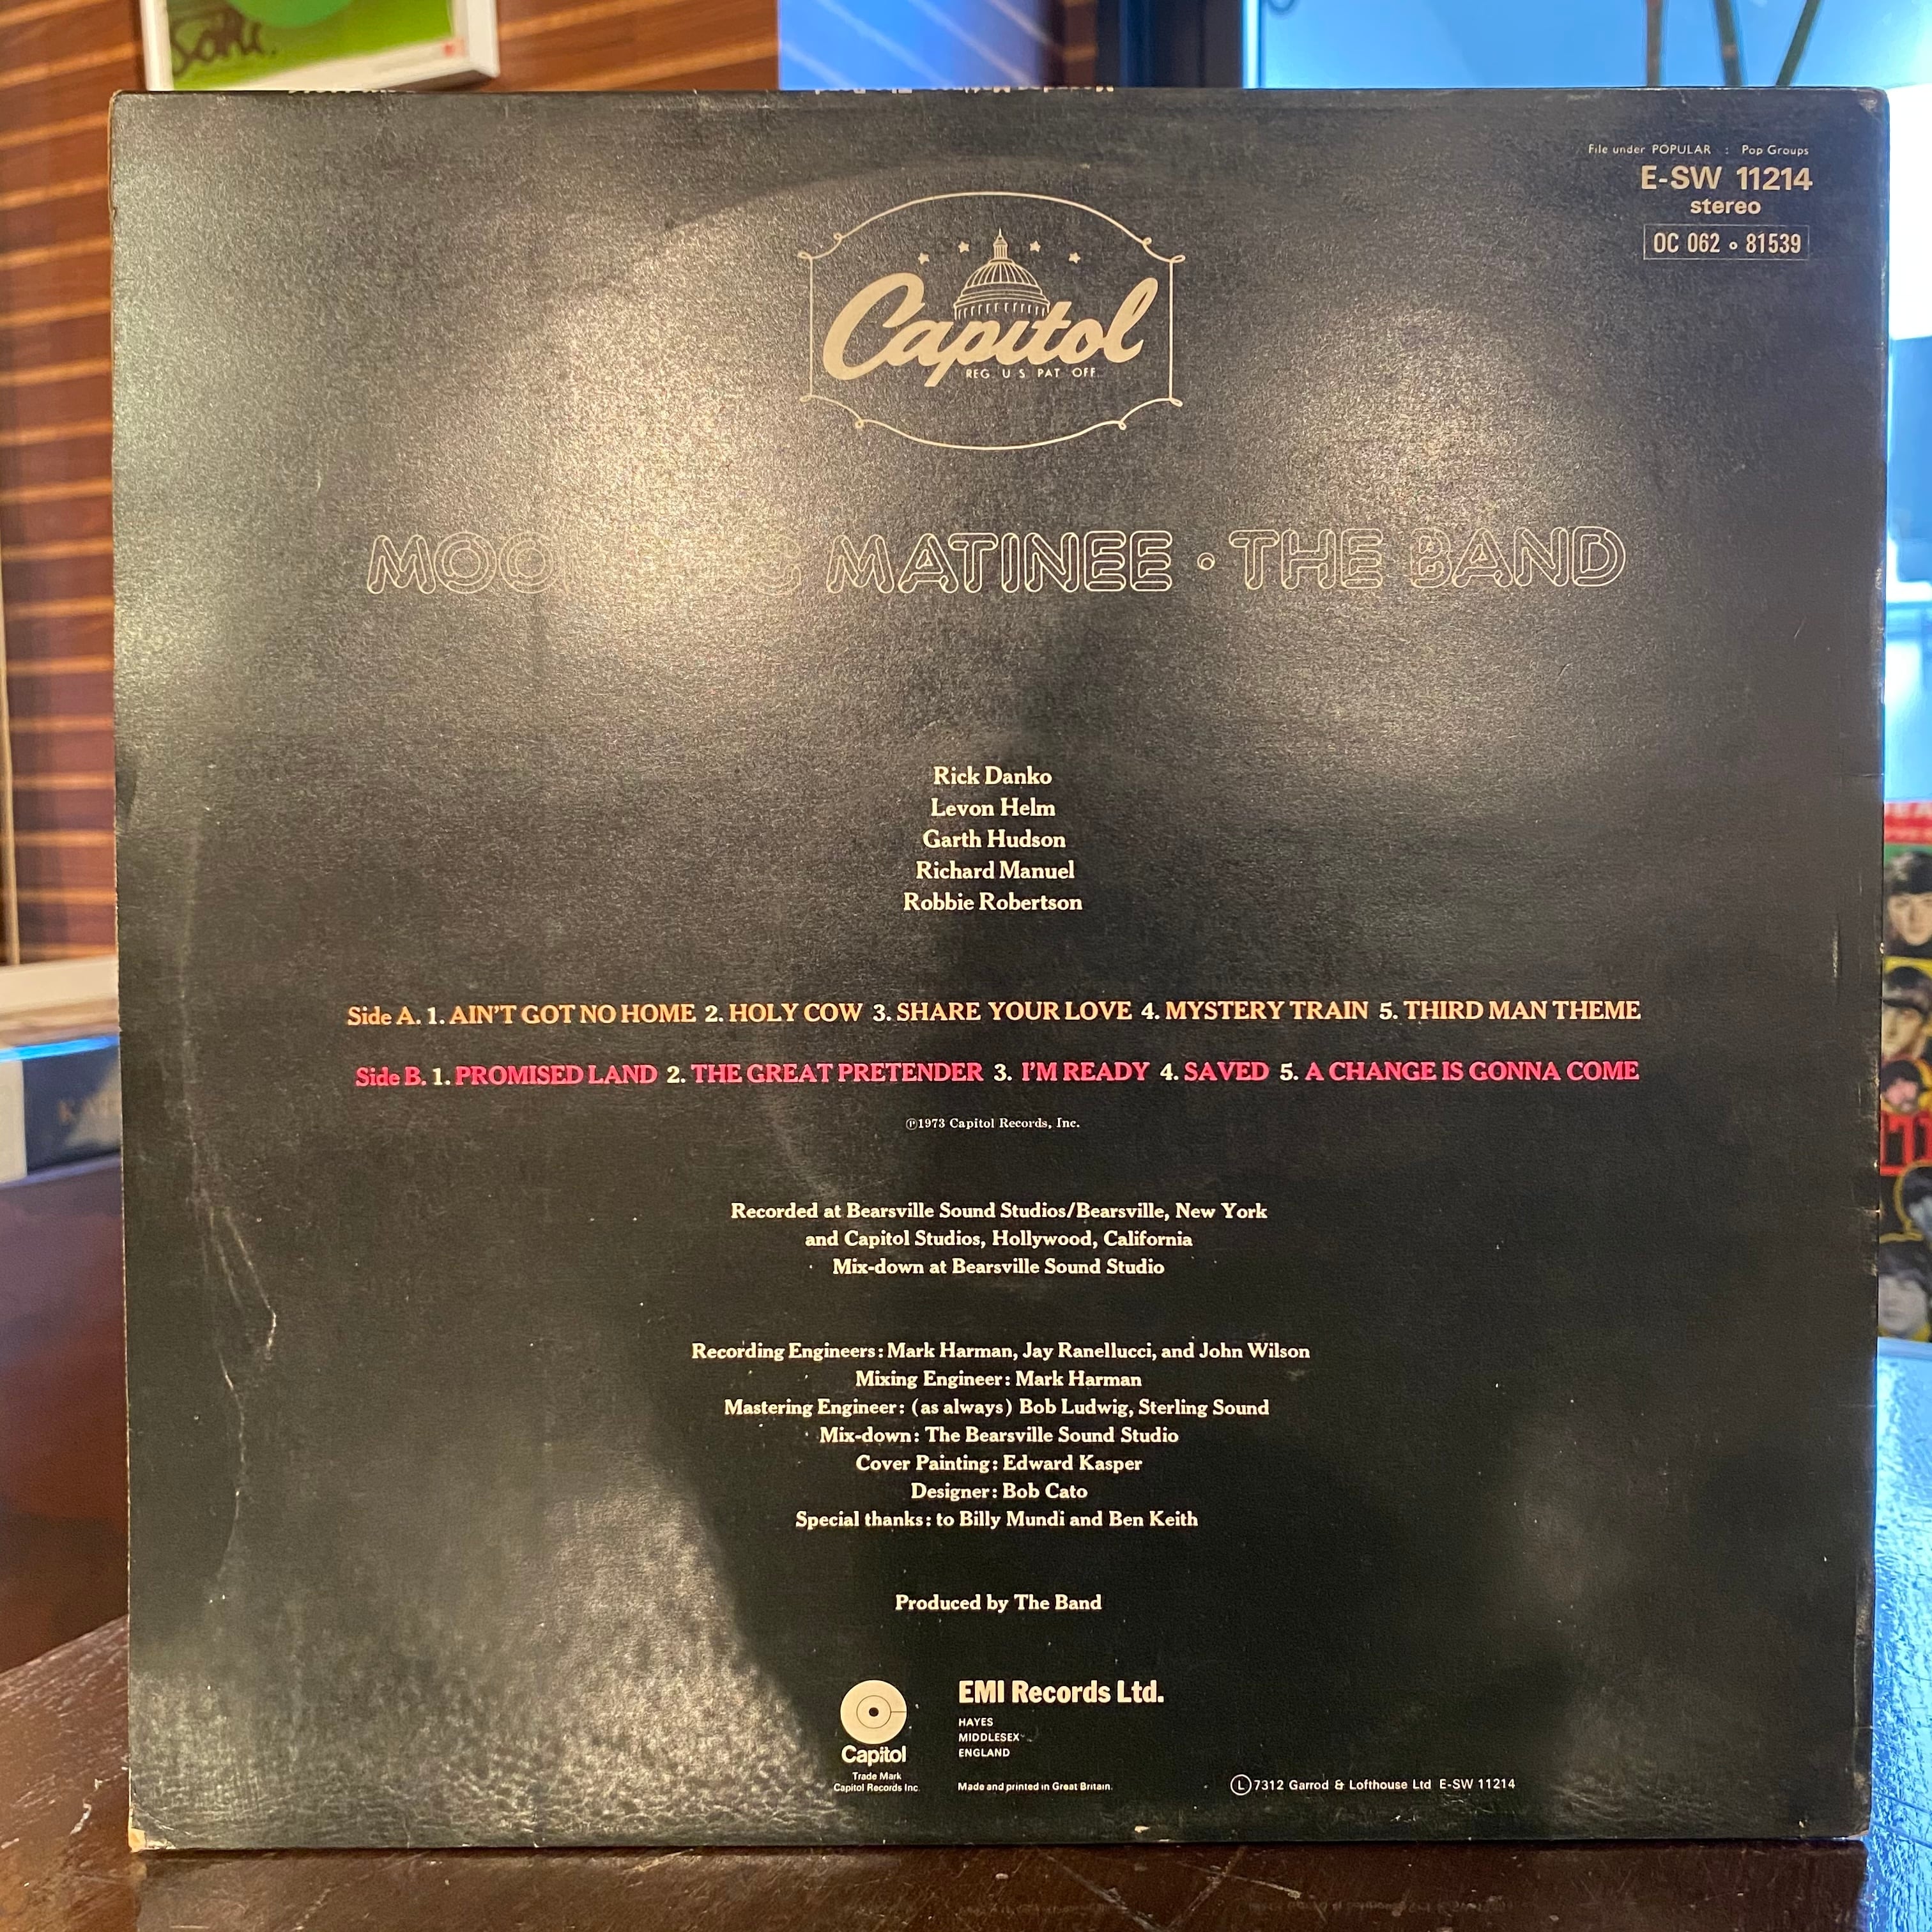 File under POPULAR : Pop Groups
E-SW 11214
stereo
OC 062 ∘ 81539
Capitol
REG. U.S. PAT. OFF.
MATINEE • THE BAND
Rick Danko
Levon Helm
Garth Hudson
Richard Manuel
Robbie Robertson
Side A. 1. AIN'T GOT NO HOME 2. HOLY COW 3. SHARE YOUR LOVE 4. MYSTERY TRAIN 5. THIRD MAN THEME
Side B. 1. PROMISED LAND 2. THE GREAT PRETENDER 3. I'M READY 4. SAVED 5. A CHANGE IS GONNA COME
℗1973 Capitol Records, Inc.
Recorded at Bearsville Sound Studios/Bearsville, New York
and Capitol Studios, Hollywood, California
Mix-down at Bearsville Sound Studio
Recording Engineers: Mark Harman, Jay Ranellucci, and John Wilson
Mixing Engineer: Mark Harman
Mastering Engineer: (as always) Bob Ludwig, Sterling Sound
Mix-down: The Bearsville Sound Studio
Cover Painting: Edward Kasper
Designer: Bob Cato
Special thanks: to Billy Mundi and Ben Keith
Produced by The Band
Capitol
Trade Mark
Capitol Records Inc.
EMI Records Ltd.
HAYES
MIDDLESEX
ENGLAND
Made and printed in Great Britain.
Ⓛ 7312 Garrod & Lofthouse Ltd E-SW 11214